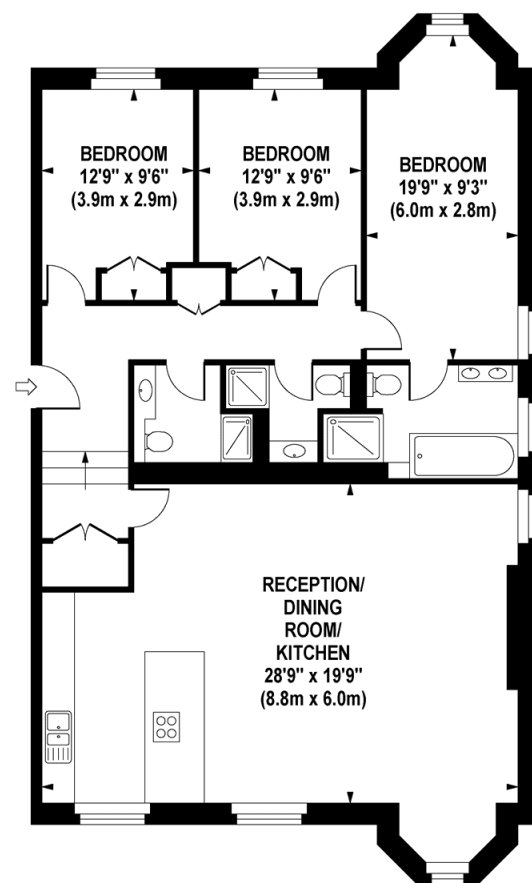 BEDROOM
12'9" x 9'6"
(3.9m x 2.9m)
BEDROOM
12'9" x 9'6"
(3.9m x 2.9m)
BEDROOM
19'9" x 9'3"
(6.0m x 2.8m)
RECEPTION/
DINING
ROOM/
KITCHEN
28'9" x 19'9"
(8.8m x 6.0m)